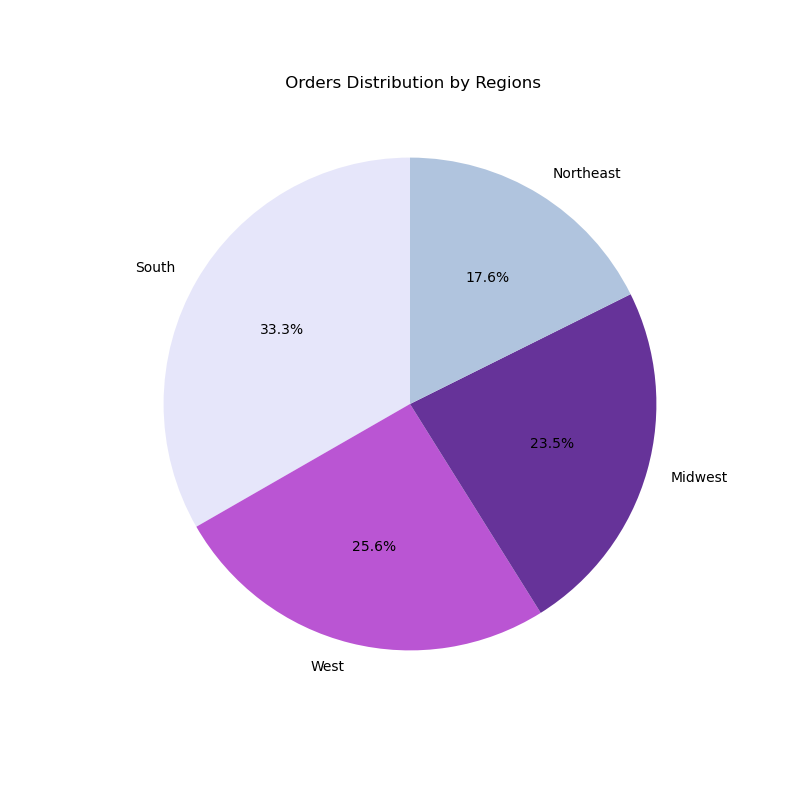 Orders Distribution by Regions
Northeast
17.6%
South
33.3%
23.5%
Midwest
25.6%
West